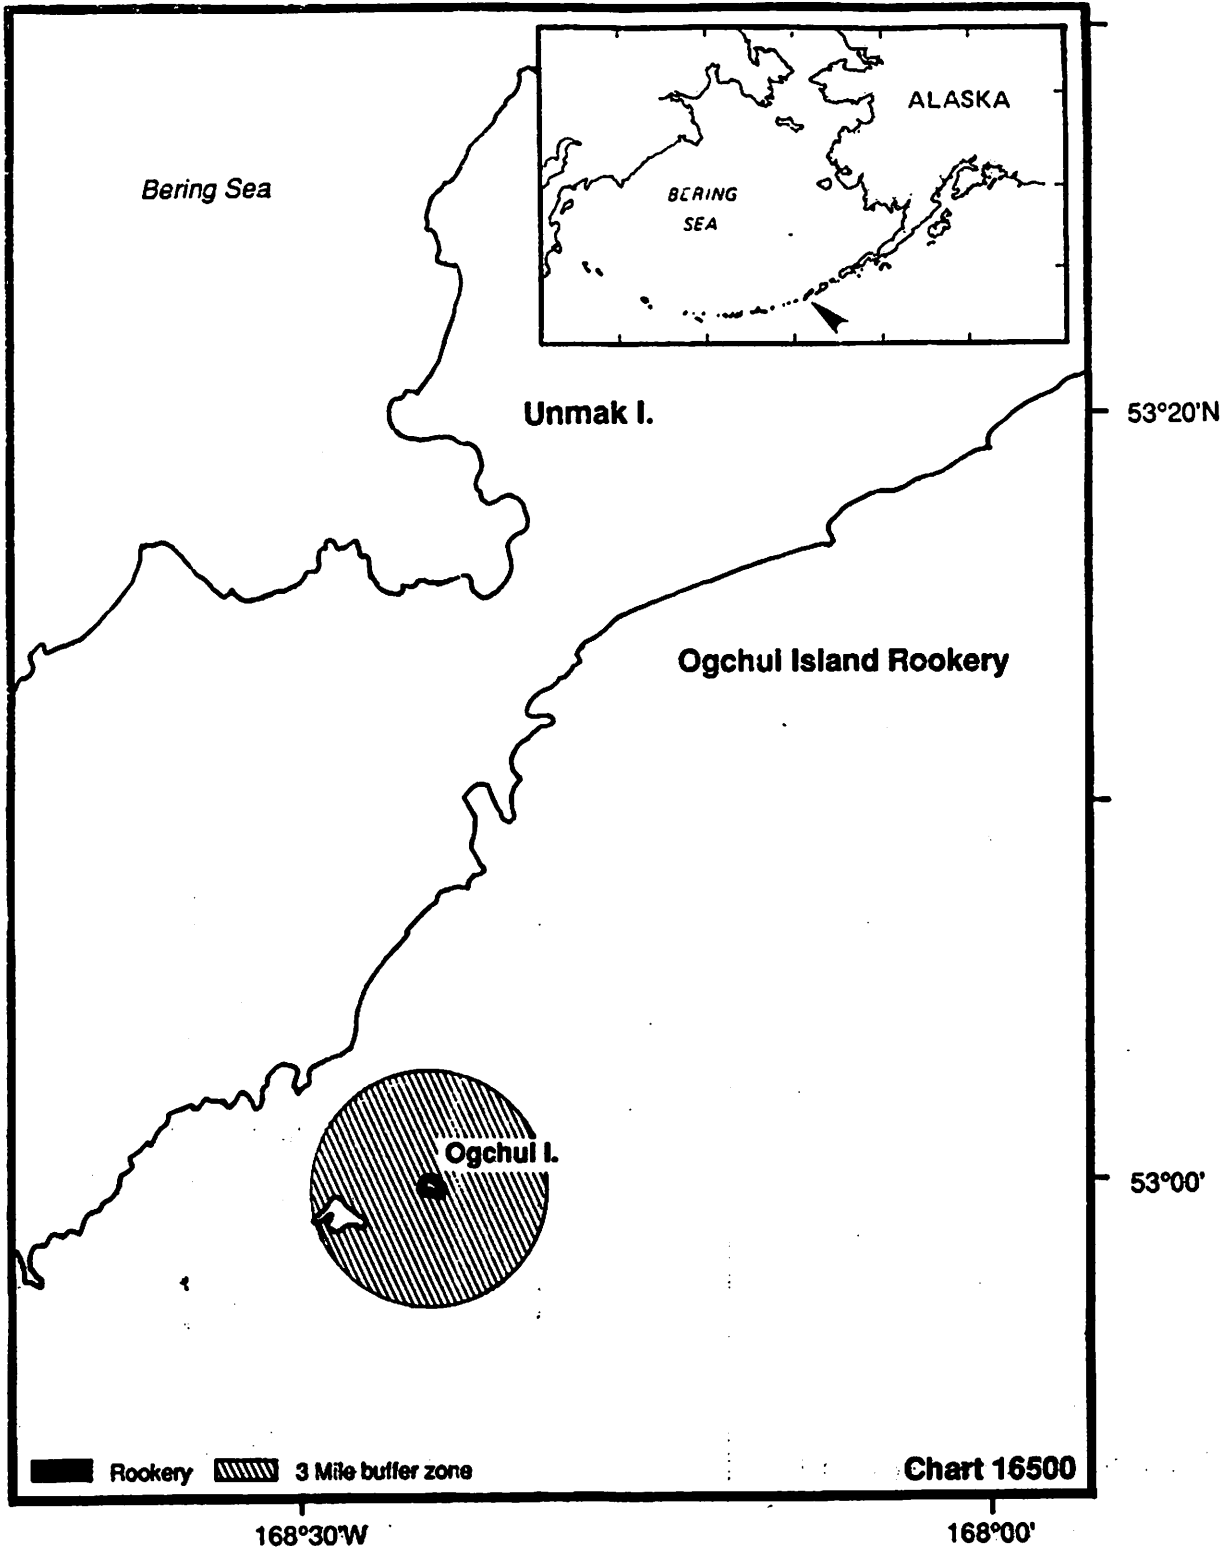 ALASKA
Bering Sea
BERING
SEA
Unmak I.
53°20'N
Ogchul Island Rookery
Ogchul I.
53°00'
Rookery
3 Mile buffer zone
Chart 16500
168°30'W
168°00'